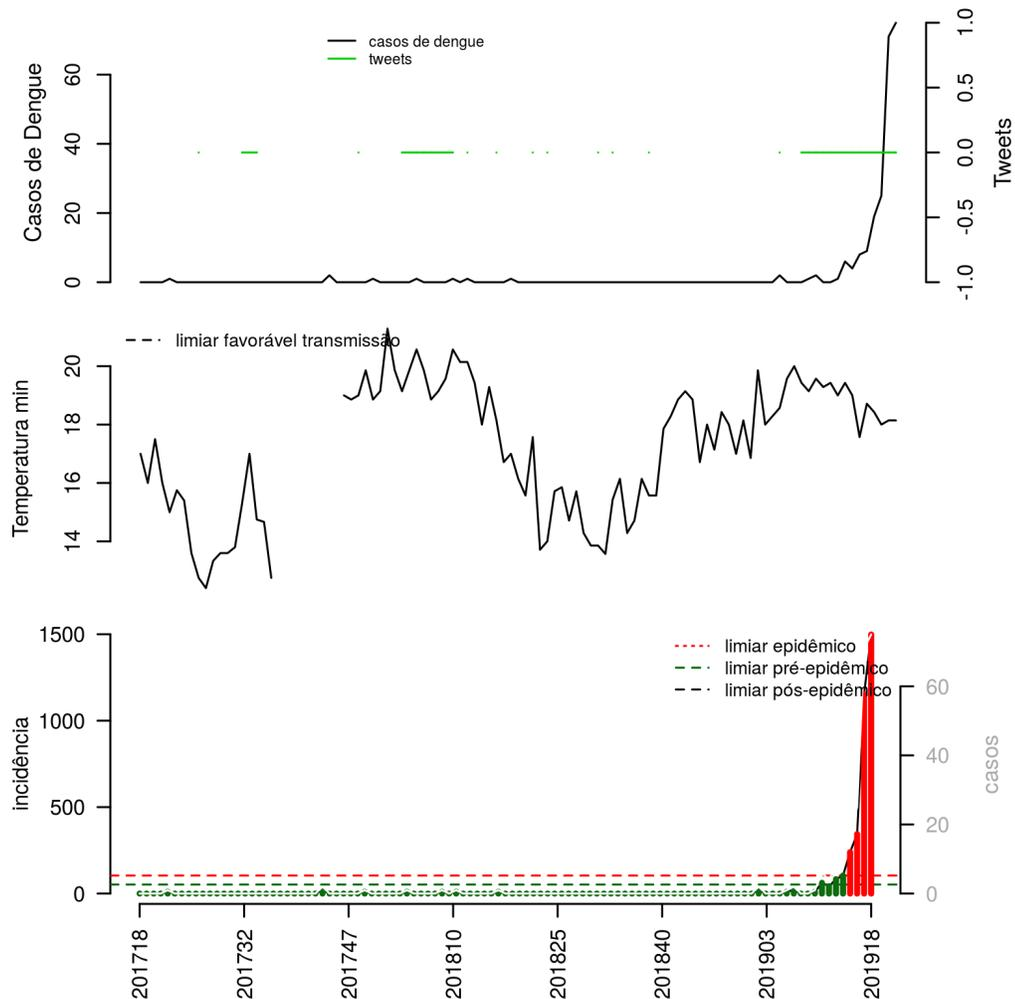 casos de dengue
tweets
Casos de Dengue
0
20
40
60
Tweets
-1.0
-0.5
0.0
0.5
1.0
limiar favorável transmissão
Temperatura min
14
16
18
20
limiar epidêmico
limiar pré-epidêmico
limiar pós-epidêmico
incidência
0
500
1000
1500
casos
0
20
40
60
201718
201732
201747
201810
201825
201840
201903
201918